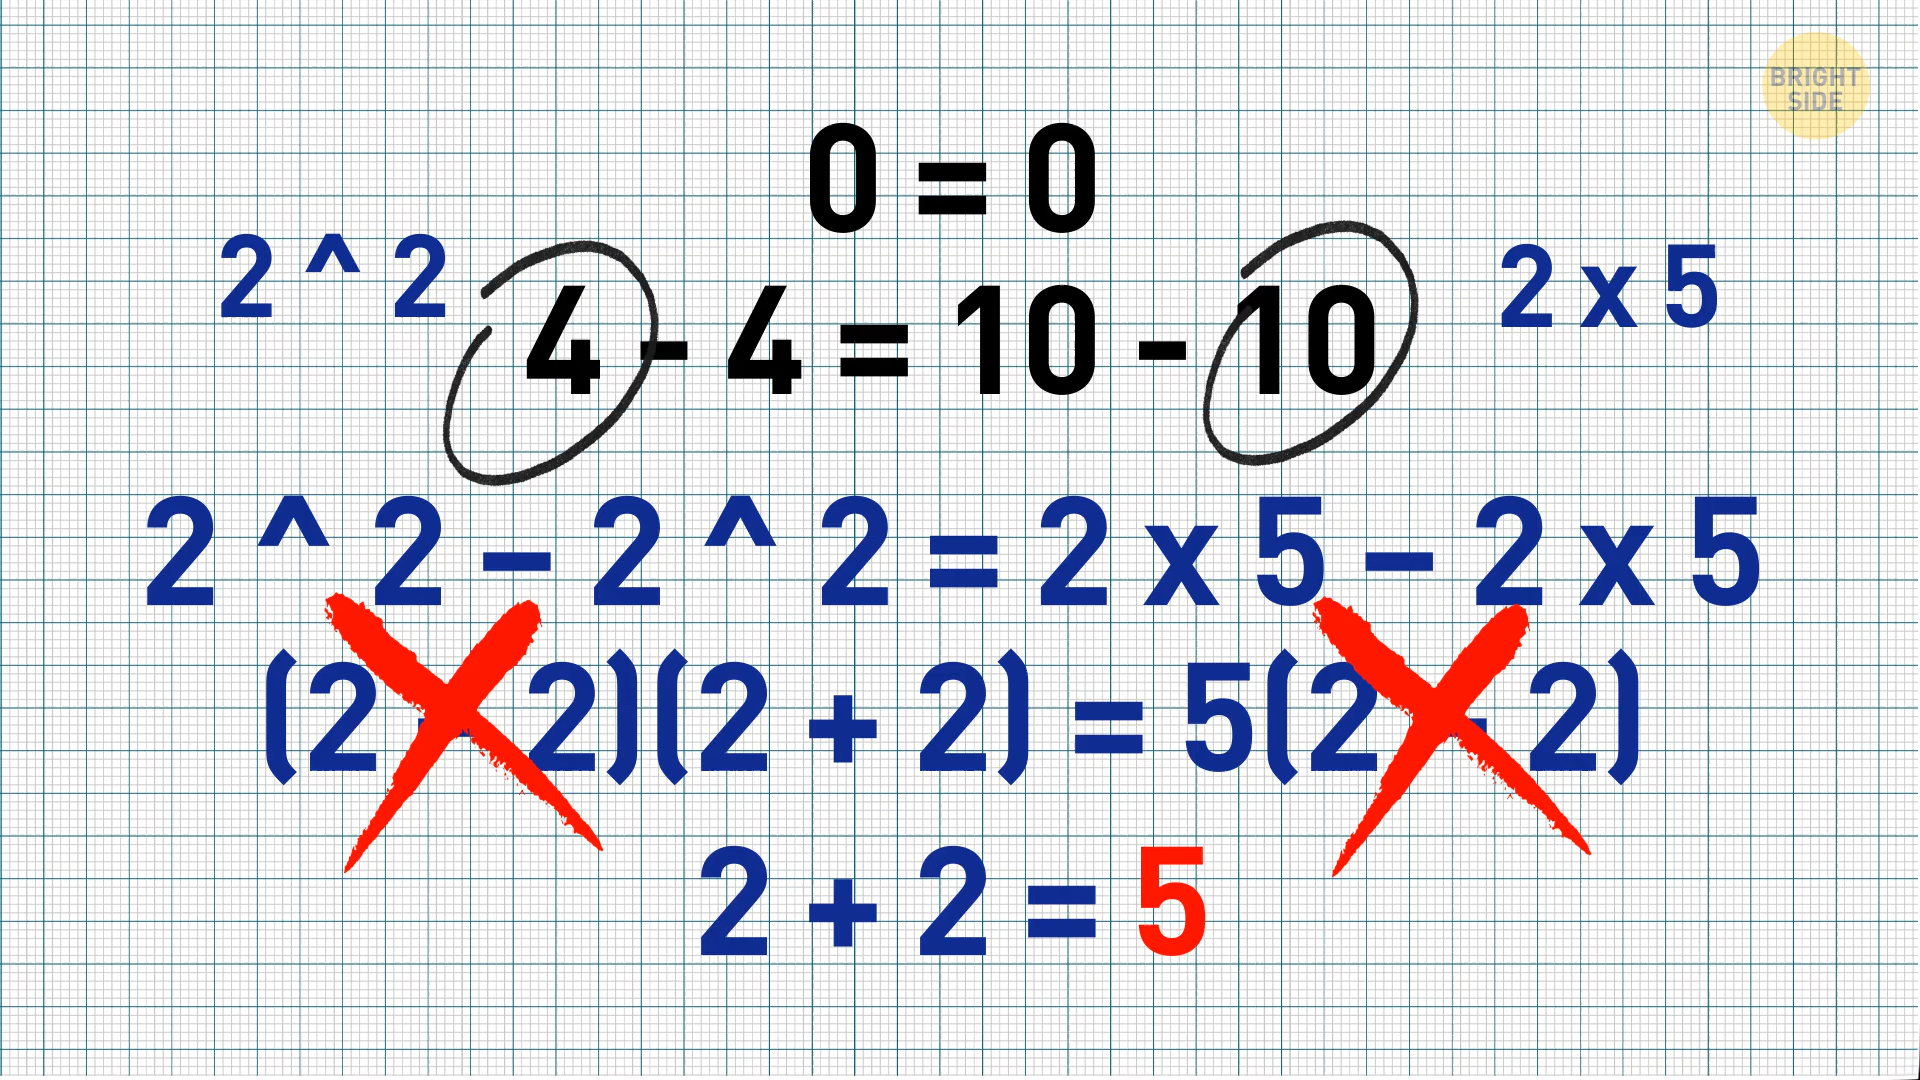 BRIGHT
SIDE
0 = 0
2 ^ 2
4 - 4 = 10 - 10
2 x 5
2 ^ 2 – 2 ^ 2 = 2 x 5 – 2 x 5
(2 - 2)(2 + 2) = 5(2 - 2)
2 + 2 = 5